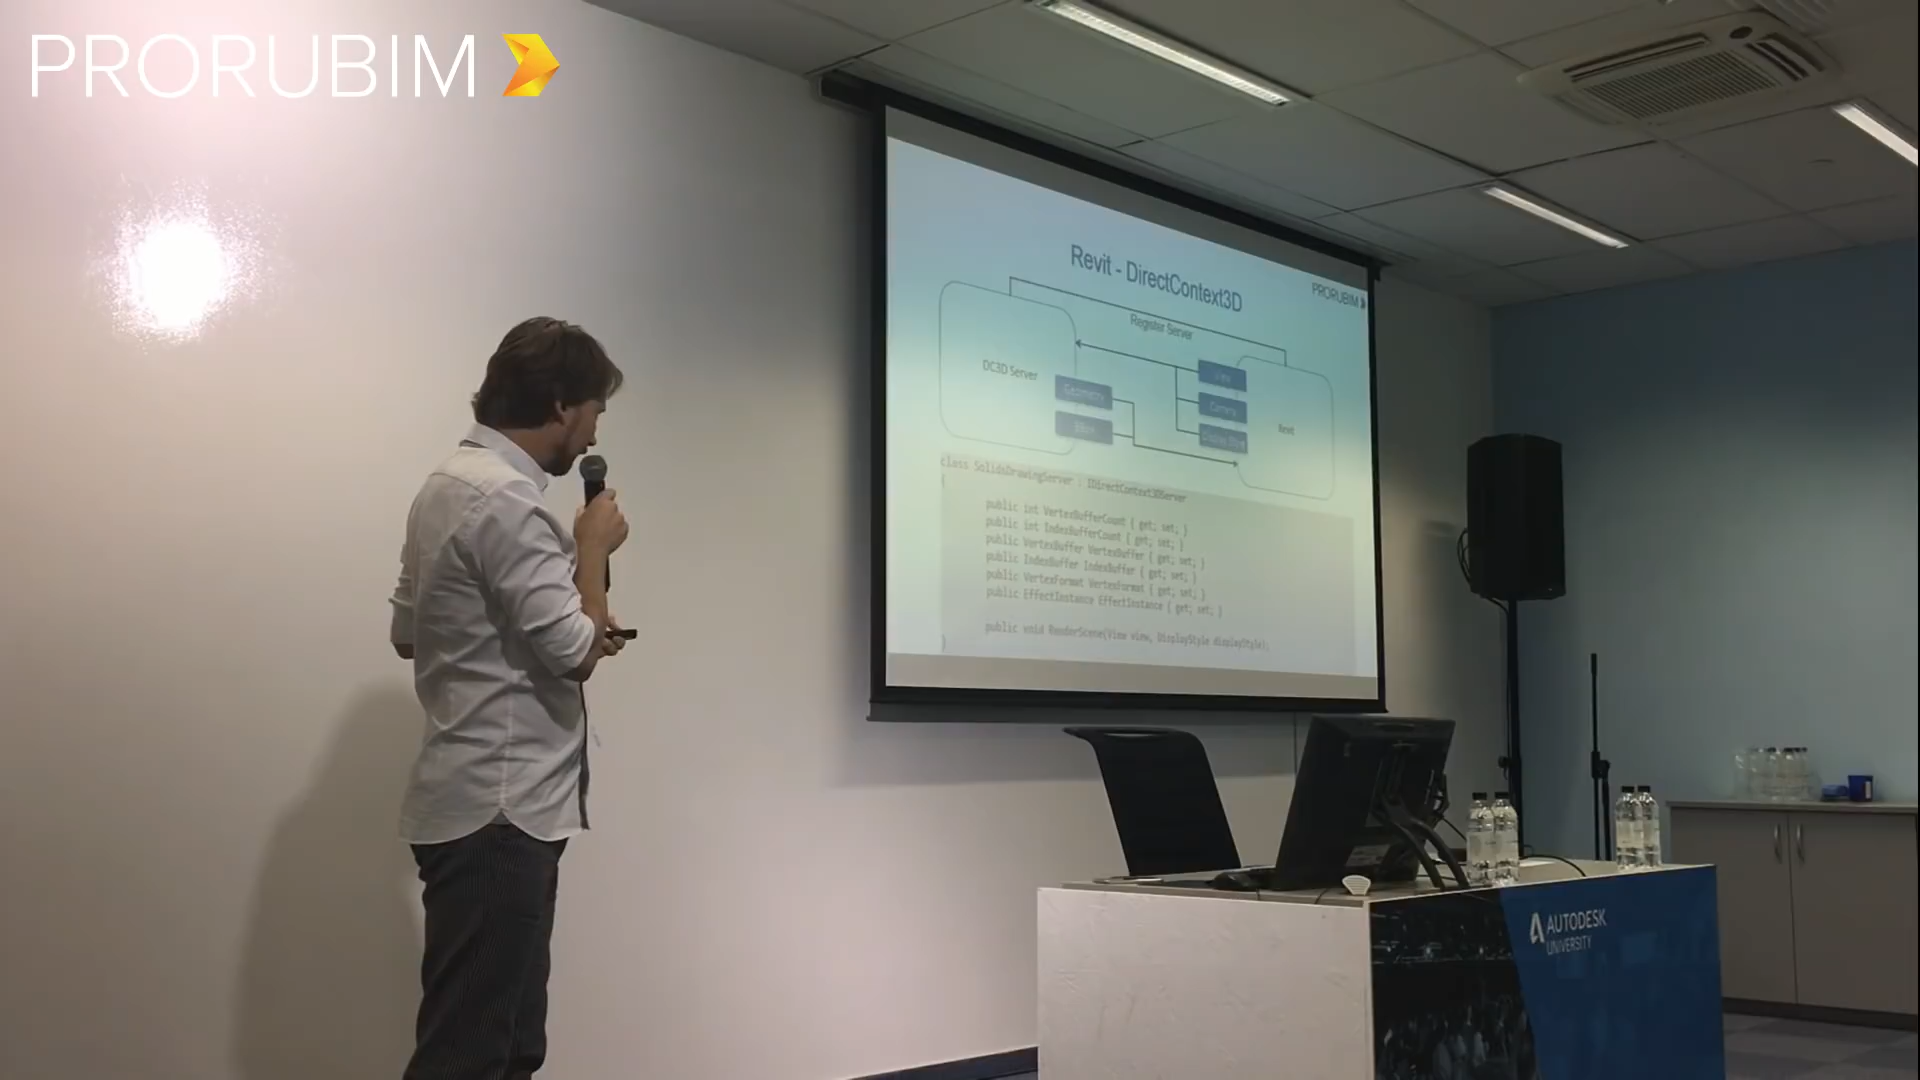 PRORUBIM
Revit - DirectContext3D
PRORUBIM
Register Server
DC3D Server
View
Geometry
Camera
BBox
Display Style
Revit
class SolidsDrawingServer : IDirectContext3DServer
{
public int VertexBufferCount { get; set; }
public int IndexBufferCount { get; set; }
public VertexBuffer VertexBuffer { get; set; }
public IndexBuffer IndexBuffer { get; set; }
public VertexFormat VertexFormat { get; set; }
public EffectInstance EffectInstance { get; set; }
public void RenderScene(View view, DisplayStyle displayStyle);
}
AUTODESK
UNIVERSITY